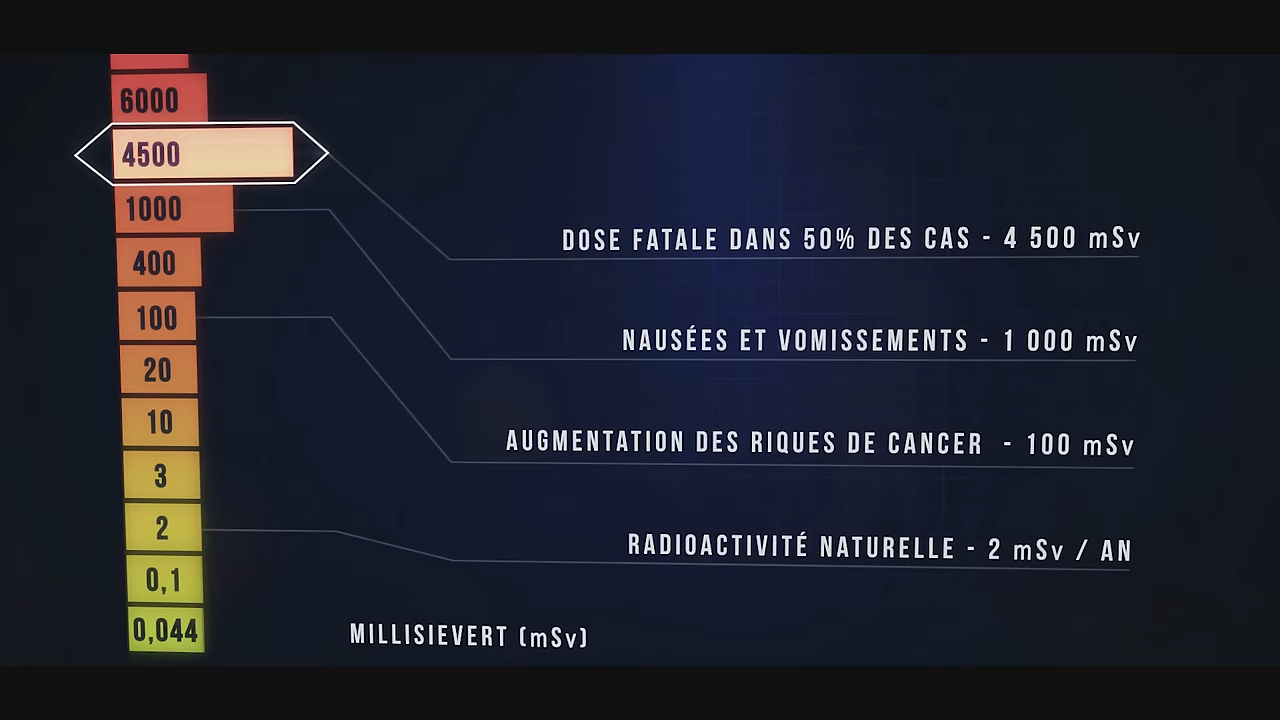 6000
4500
1000
400
100
20
10
3
2
0,1
0,044
DOSE FATALE DANS 50% DES CAS - 4 500 mSv
NAUSÉES ET VOMISSEMENTS - 1 000 mSv
AUGMENTATION DES RIQUES DE CANCER - 100 mSv
RADIOACTIVITÉ NATURELLE - 2 mSv / AN
MILLISIEVERT (mSv)